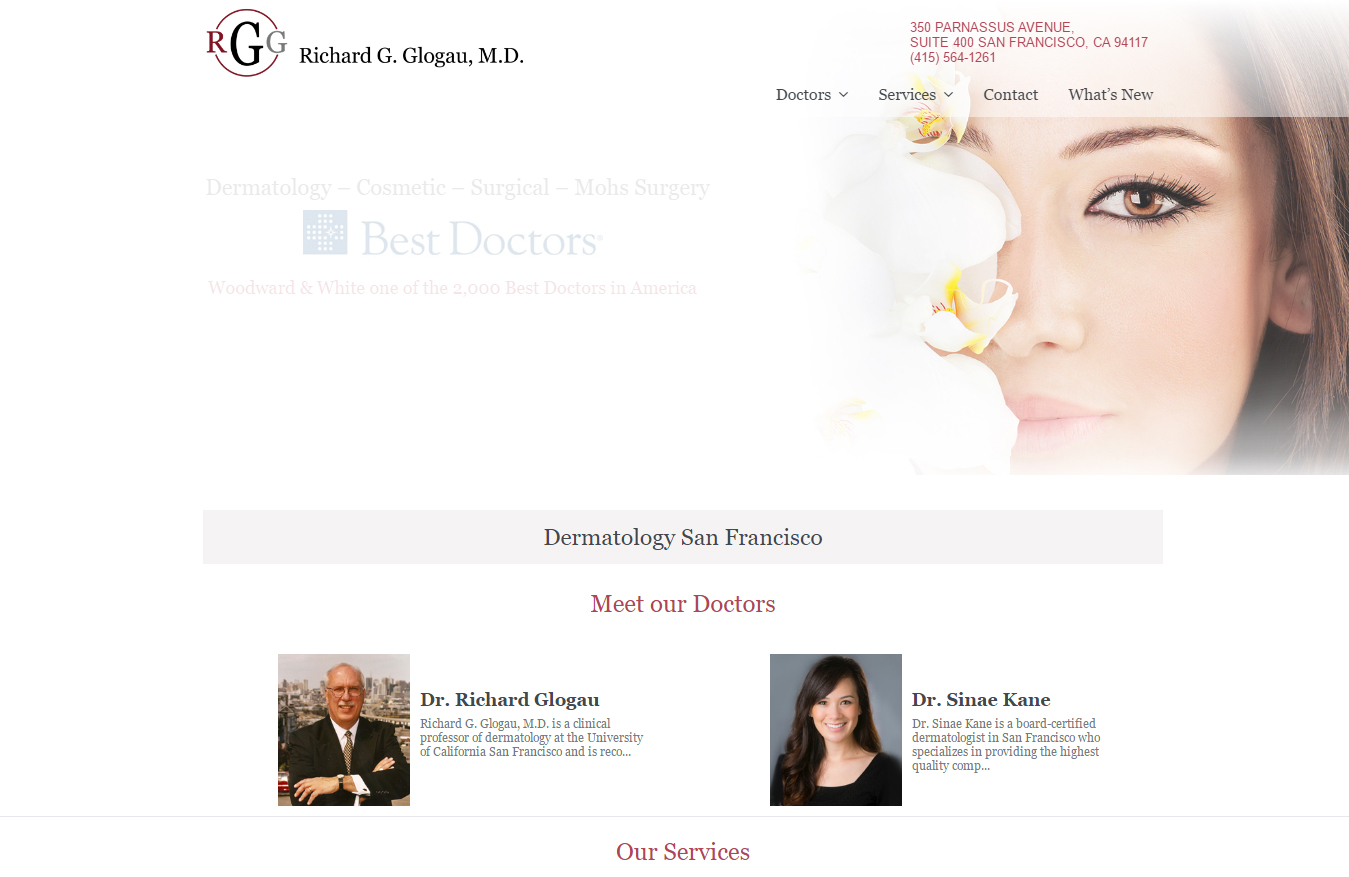 RGG
Richard G. Glogau, M.D.
350 PARNASSUS AVENUE,
SUITE 400 SAN FRANCISCO, CA 94117
(415) 564-1261
Doctors
Services
Contact
What's New
Dermatology – Cosmetic – Surgical – Mohs Surgery
Best Doctors®
Woodward & White one of the 2,000 Best Doctors in America
Dermatology San Francisco
Meet our Doctors
Dr. Richard Glogau
Richard G. Glogau, M.D. is a clinical
professor of dermatology at the University
of California San Francisco and is reco...
Dr. Sinae Kane
Dr. Sinae Kane is a board-certified
dermatologist in San Francisco who
specializes in providing the highest
quality comp...
Our Services